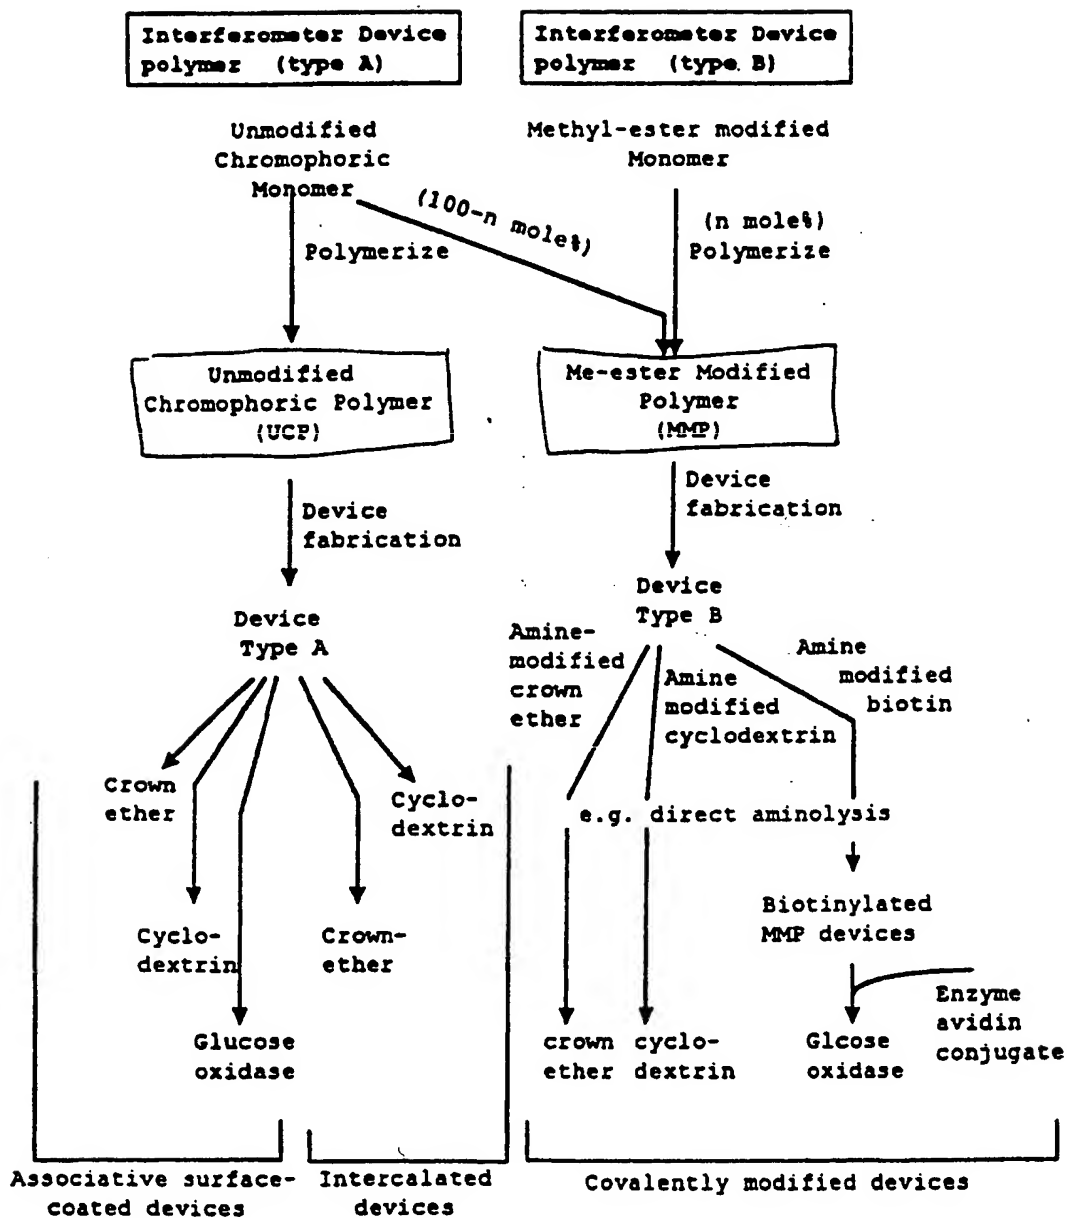 Interferometer Device
polymer (type A)
Interferometer Device
polymer (type B)
Unmodified
Chromophoric
Monomer
Methyl-ester modified
Monomer
(100-n mole%)
(n mole%)
Polymerize
Polymerize
Unmodified
Chromophoric Polymer
(UCP)
Me-ester Modified
Polymer
(MMP)
Device
fabrication
Device
fabrication
Device
Type A
Device
Type B
Amine-
modified
crown
ether
Amine
modified
cyclodextrin
Amine
modified
biotin
Crown
ether
Cyclo-
dextrin
e.g. direct aminolysis
Cyclo-
dextrin
Crown-
ether
Biotinylated
MMP devices
Glucose
oxidase
crown
ether
cyclo-
dextrin
Glcose
oxidase
Enzyme
avidin
conjugate
Associative surface-
coated devices
Intercalated
devices
Covalently modified devices